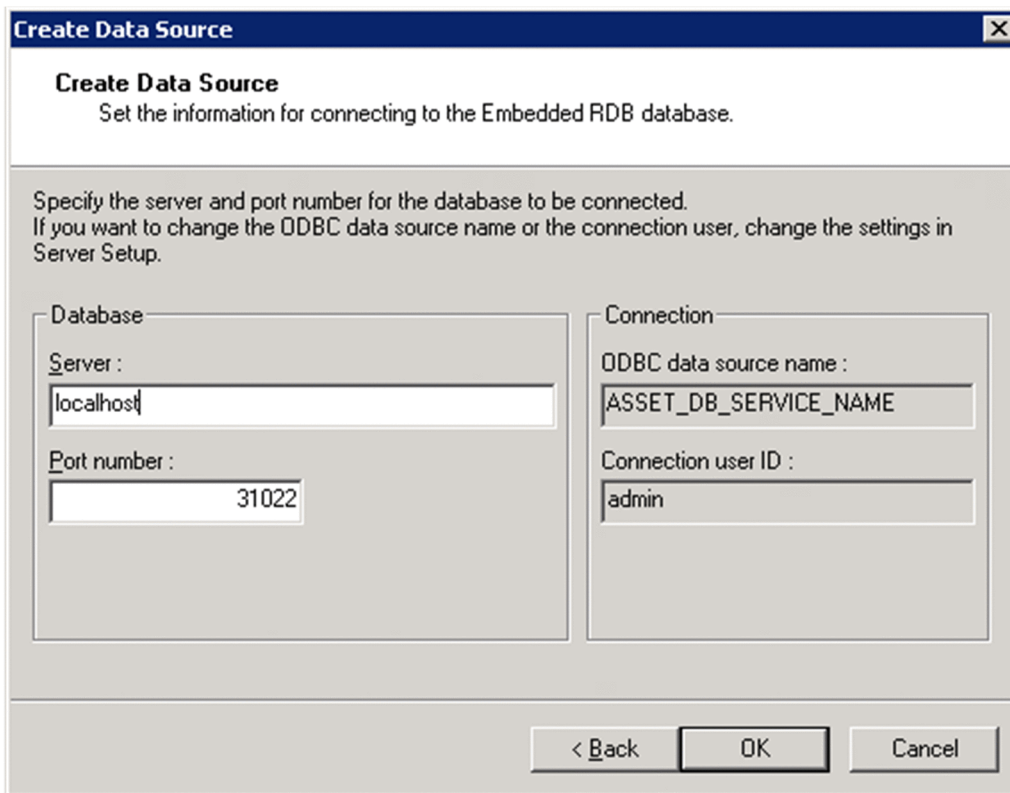 Create Data Source
Create Data Source
Set the information for connecting to the Embedded RDB database.
Specify the server and port number for the database to be connected.
If you want to change the ODBC data source name or the connection user, change the settings in
Server Setup.
Database
Server :
localhost
Port number :
31022
Connection
ODBC data source name :
ASSET_DB_SERVICE_NAME
Connection user ID :
admin
< Back
OK
Cancel